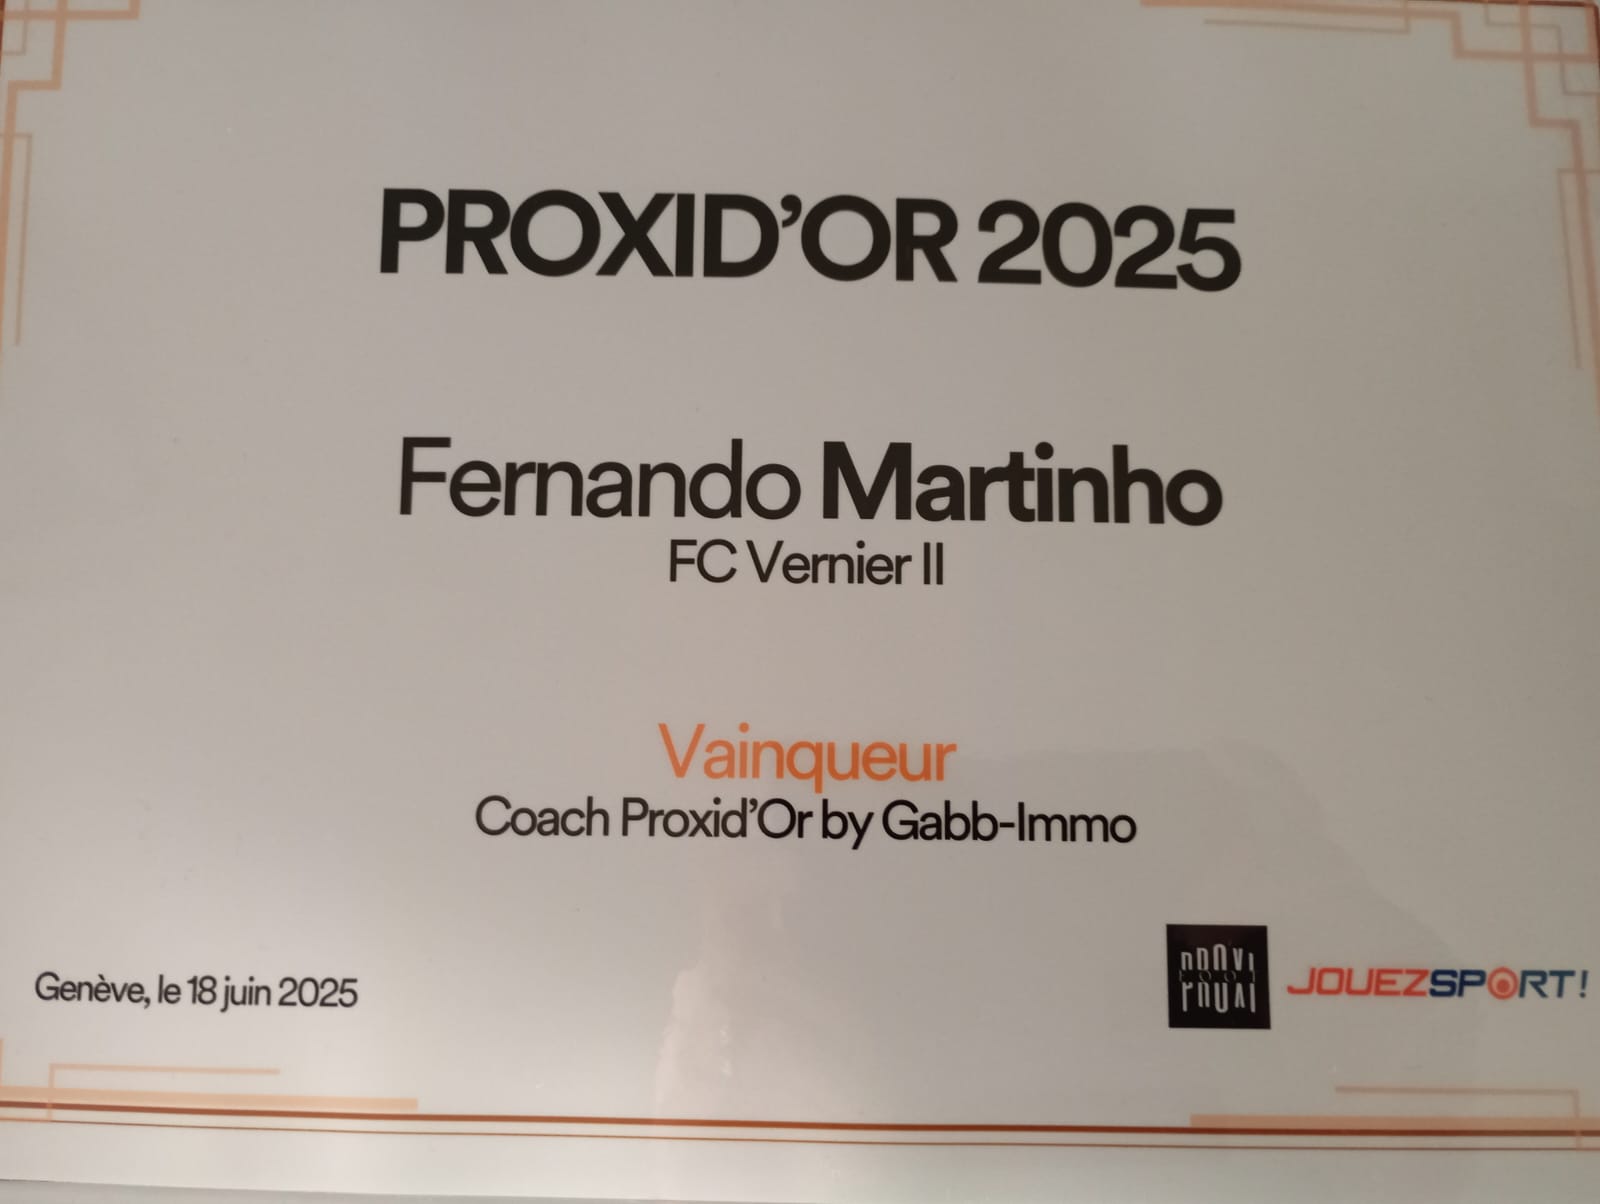 PROXID'OR 2025
Fernando Martinho
FC Vernier II
Vainqueur
Coach Proxid'Or by Gabb-Immo
Genève, le 18 juin 2025
JOUEZSPORT!